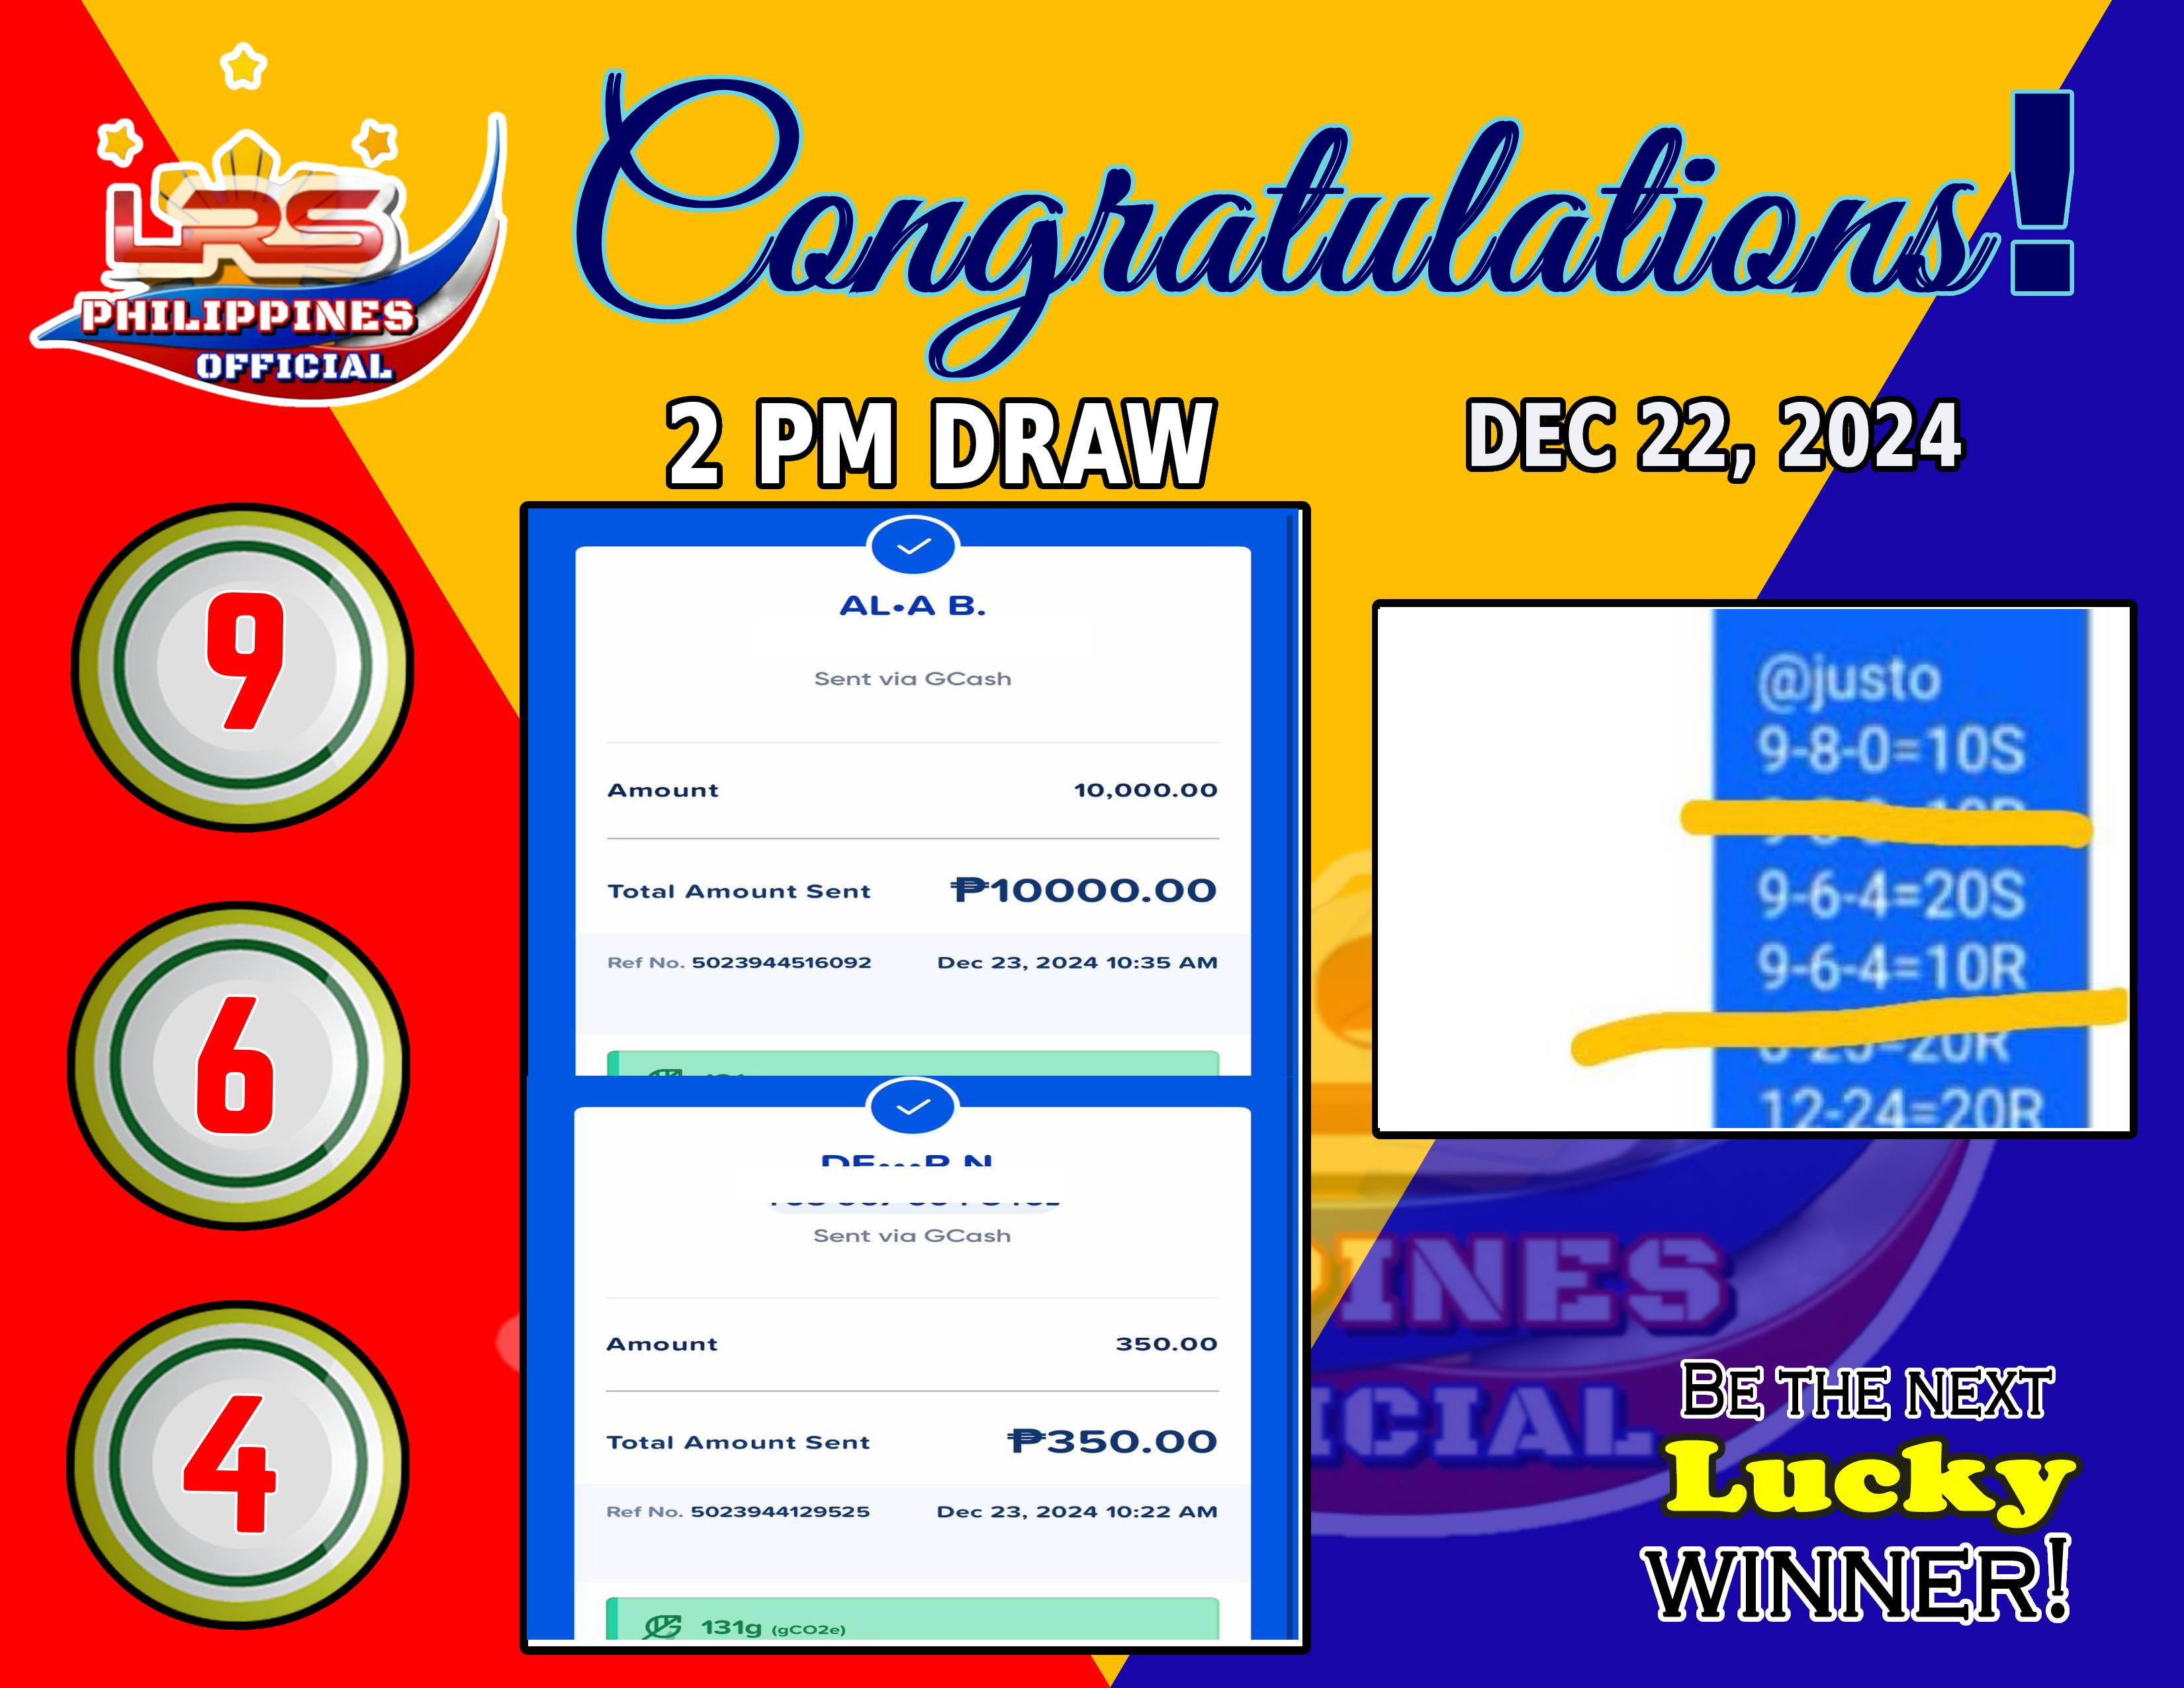 LRS
PHILIPPINES
OFFICIAL
Congratulations!
2 PM DRAW
DEC 22, 2024
9
6
4
AL•A B.
Sent via GCash
Amount 10,000.00
Total Amount Sent ₱10000.00
Ref No. 5023944516092 Dec 23, 2024 10:35 AM
Sent via GCash
Amount 350.00
Total Amount Sent ₱350.00
Ref No. 5023944129525 Dec 23, 2024 10:22 AM
131g (gCO2e)
@justo
9-8-0=10S
9-6-4=20S
9-6-4=10R
12-24=20R
BE THE NEXT
Lucky
WINNER!